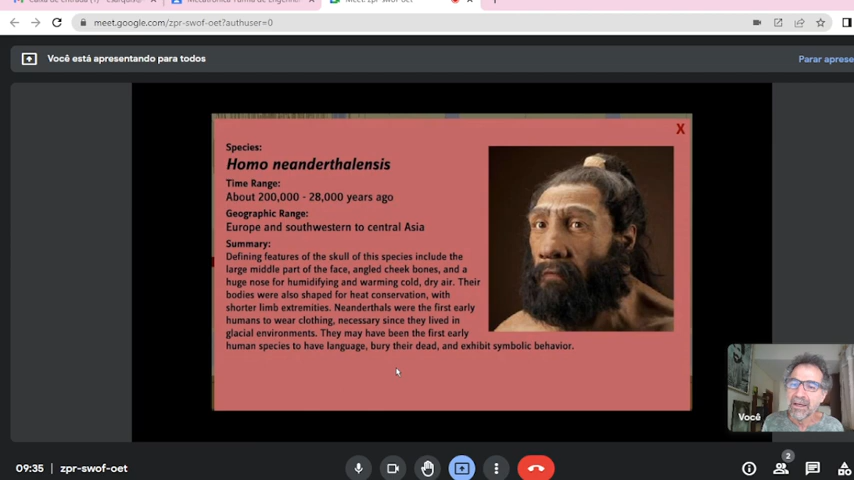 meet.google.com/zpr-swof-oet?authuser=0
Você está apresentando para todos
Parar aprese
X
Species:
Homo neanderthalensis
Time Range:
About 200,000 - 28,000 years ago
Geographic Range:
Europe and southwestern to central Asia
Summary:
Defining features of the skull of this species include the
large middle part of the face, angled cheek bones, and a
huge nose for humidifying and warming cold, dry air. Their
bodies were also shaped for heat conservation, with
shorter limb extremities. Neanderthals were the first early
humans to wear clothing, necessary since they lived in
glacial environments. They may have been the first early
human species to have language, bury their dead, and exhibit symbolic behavior.
Você
09:35 | zpr-swof-oet
2